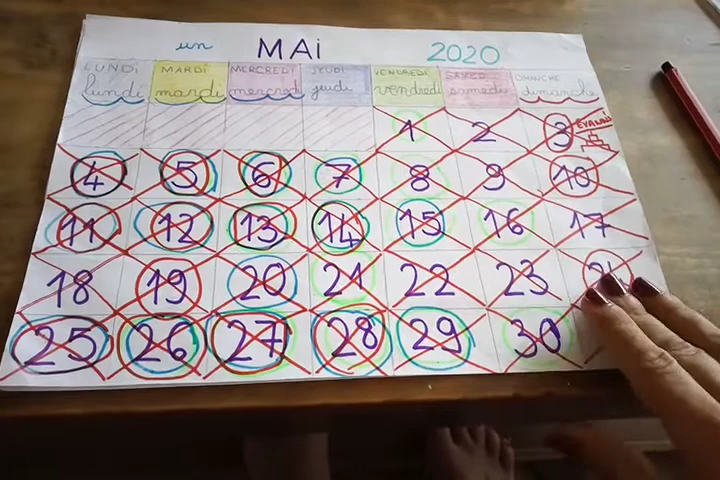 un MAi 2020
LUNDI MARDI MERCREDI JEUDI VENDREDI SAMEDI DIMANCHE
lundi mardi mercredi jeudi vendredi samedi dimanche
1 2 3
4 5 6 7 8 9 10
11 12 13 14 15 16 17
18 19 20 21 22 23
25 26 27 28 29 30